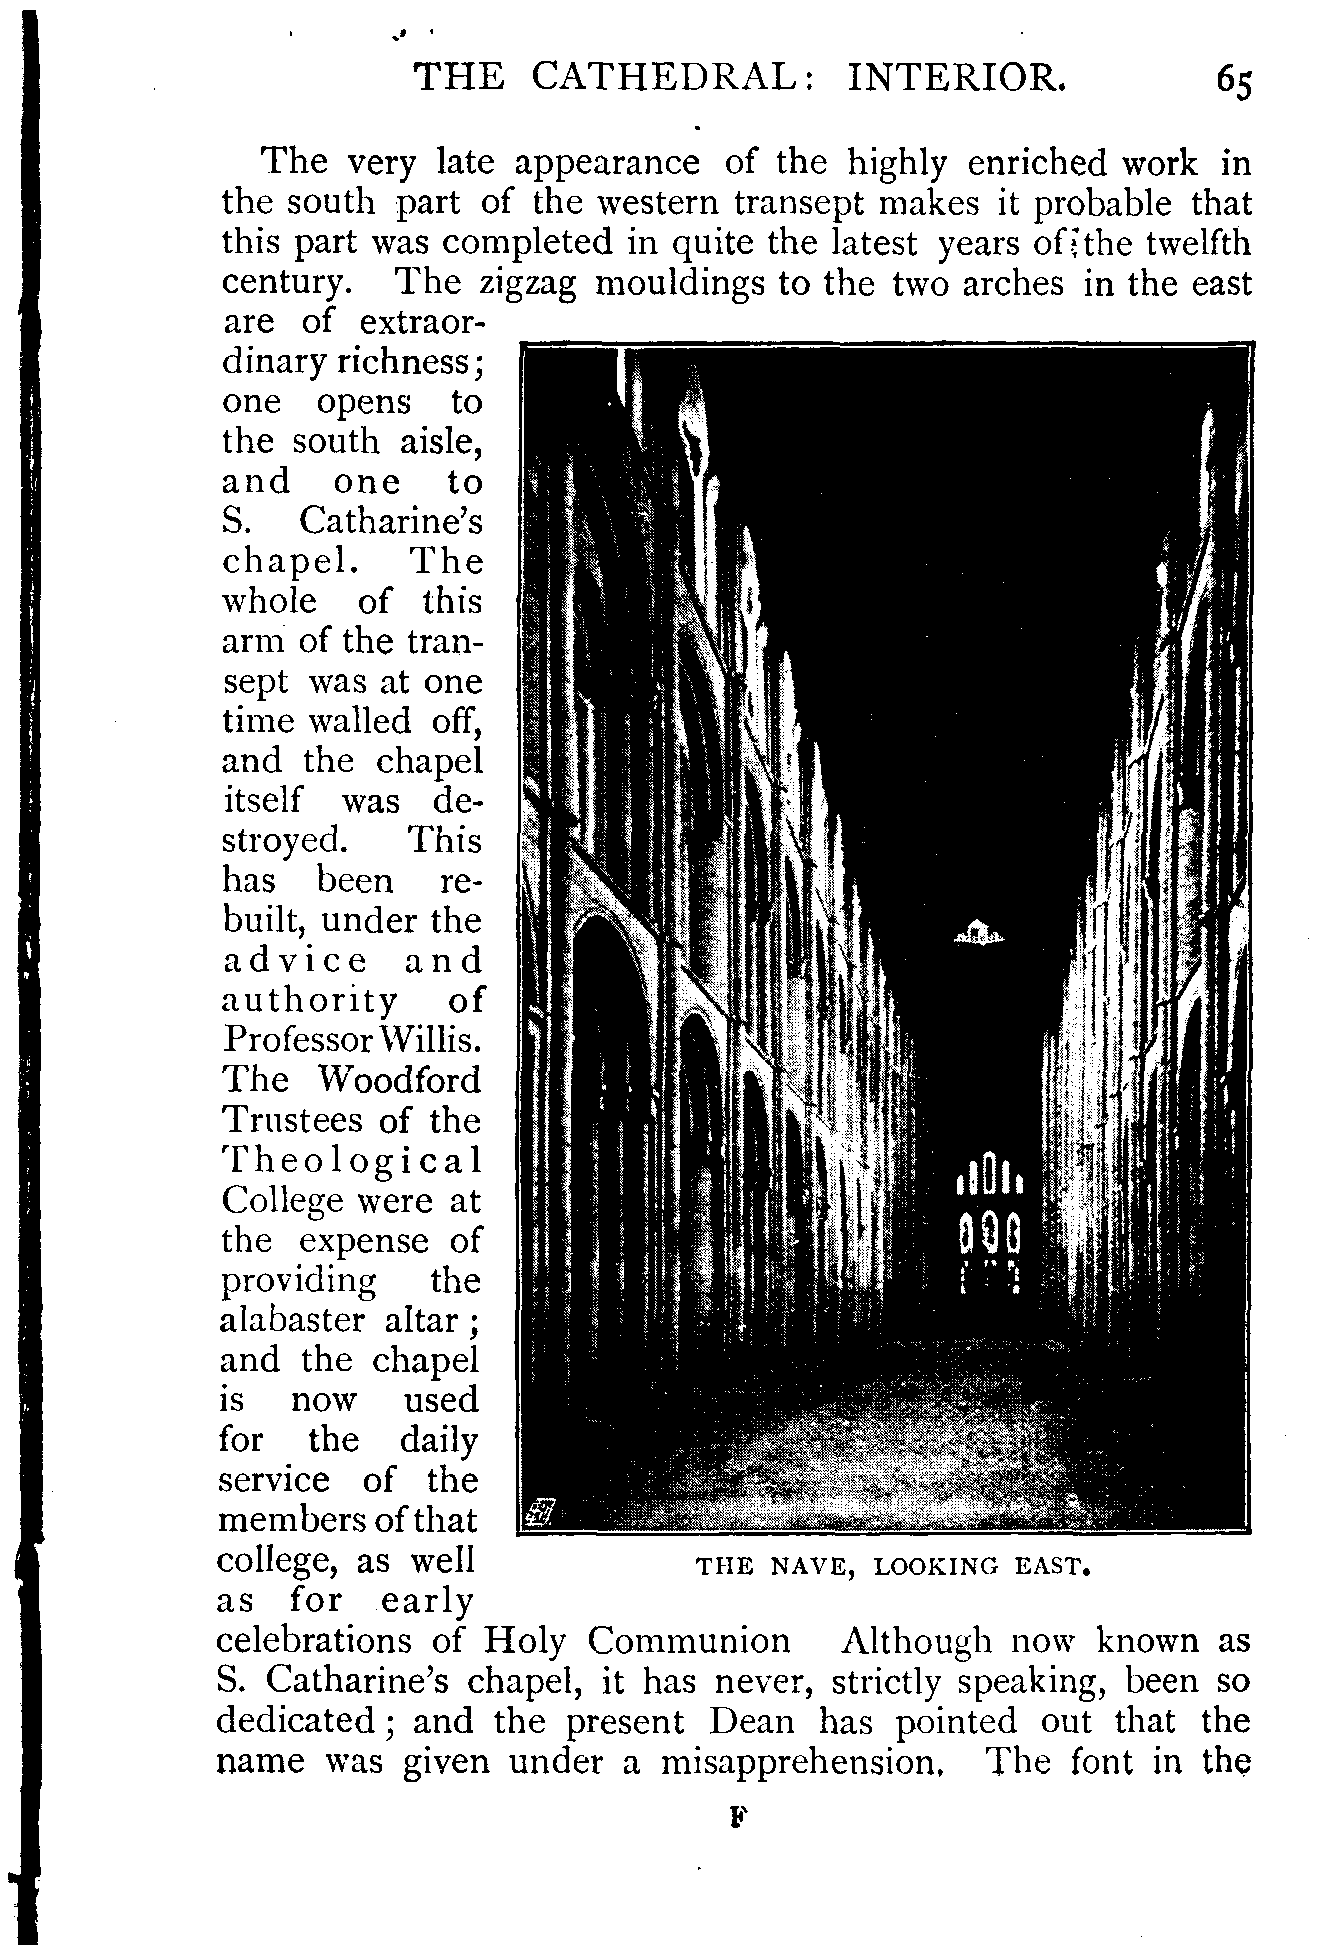 THE CATHEDRAL: INTERIOR. 65
The very late appearance of the highly enriched work in
the south part of the western transept makes it probable that
this part was completed in quite the latest years of the twelfth
century. The zigzag mouldings to the two arches in the east
are of extraor-
dinary richness;
one opens to
the south aisle,
and one to
S. Catharine's
chapel. The
whole of this
arm of the tran-
sept was at one
time walled off,
and the chapel
itself was de-
stroyed. This
has been re-
built, under the
advice and
authority of
Professor Willis.
The Woodford
Trustees of the
Theological
College were at
the expense of
providing the
alabaster altar ;
and the chapel
is now used
for the daily
service of the
members of that
college, as well
as for early
THE NAVE, LOOKING EAST.
celebrations of Holy Communion Although now known as
S. Catharine's chapel, it has never, strictly speaking, been so
dedicated ; and the present Dean has pointed out that the
name was given under a misapprehension. The font in the
F